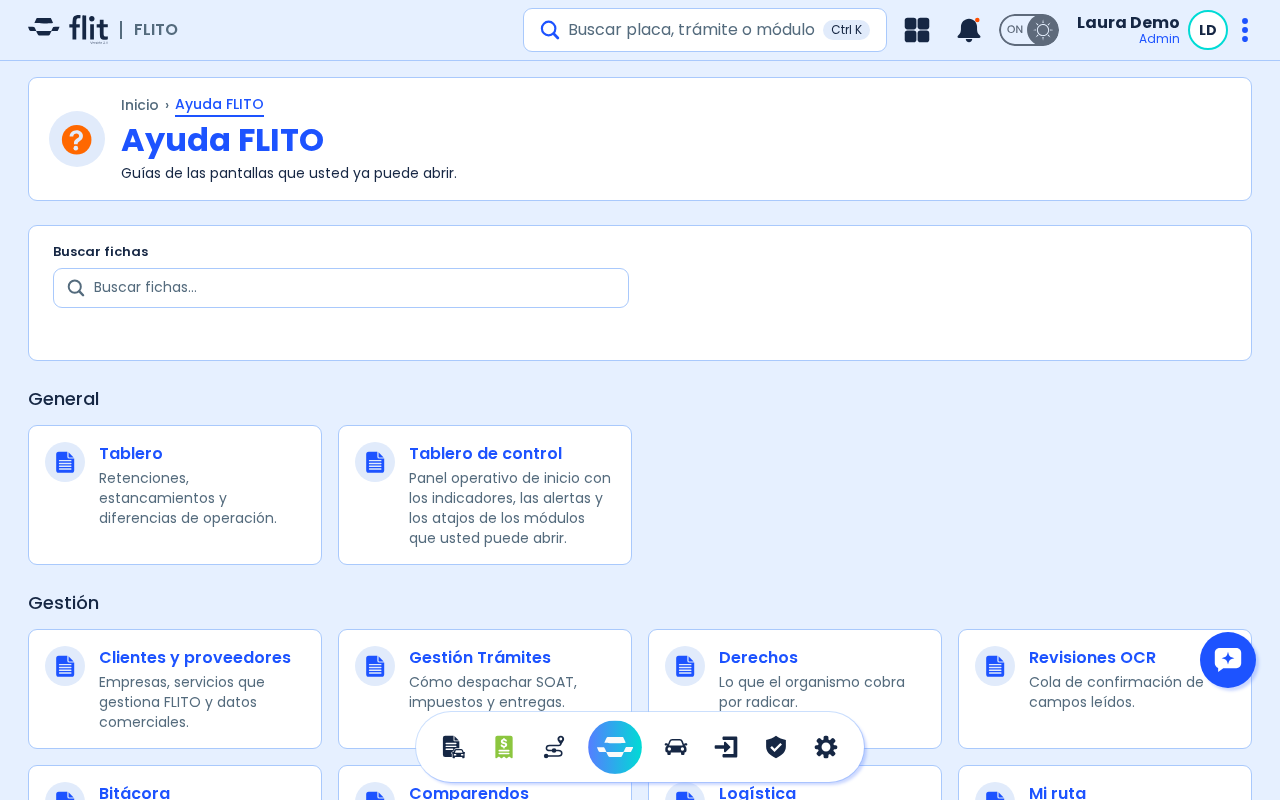 flit
FLITO
Buscar placa, trámite o módulo
Ctrl K
ON
Laura Demo
Admin
LD
Inicio › Ayuda FLITO
Ayuda FLITO
Guías de las pantallas que usted ya puede abrir.
Buscar fichas
Buscar fichas...
General
Tablero
Retenciones,
estancamientos y
diferencias de operación.
Tablero de control
Panel operativo de inicio con
los indicadores, las alertas y
los atajos de los módulos
que usted puede abrir.
Gestión
Clientes y proveedores
Empresas, servicios que
gestiona FLITO y datos
comerciales.
Gestión Trámites
Cómo despachar SOAT,
impuestos y entregas.
Derechos
Lo que el organismo cobra
por radicar.
Revisiones OCR
Cola de confirmación de
campos leídos.
Bitácora
Comparendos
Logística
Mi ruta